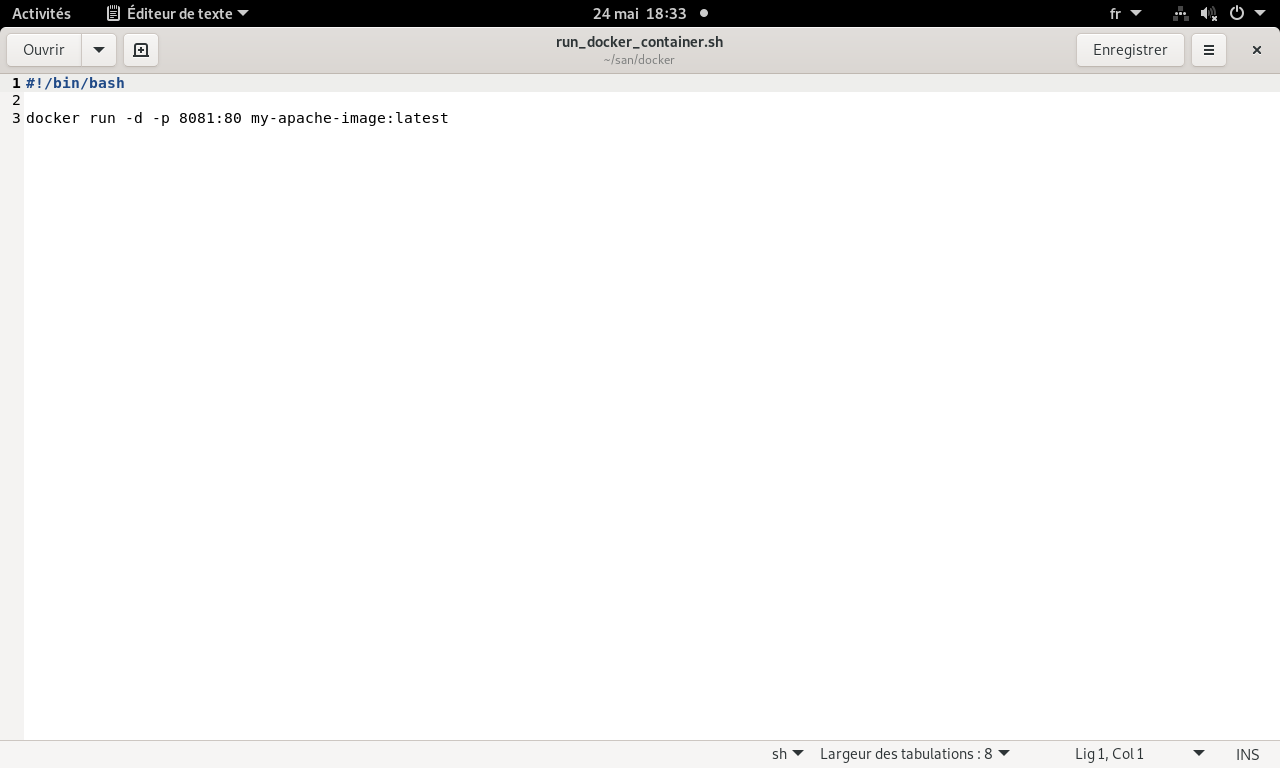 Activités Éditeur de texte 24 mai 18:33 fr
Ouvrir run_docker_container.sh Enregistrer
~/san/docker
1 #!/bin/bash
2
3 docker run -d -p 8081:80 my-apache-image:latest
sh Largeur des tabulations : 8 Lig 1, Col 1 INS